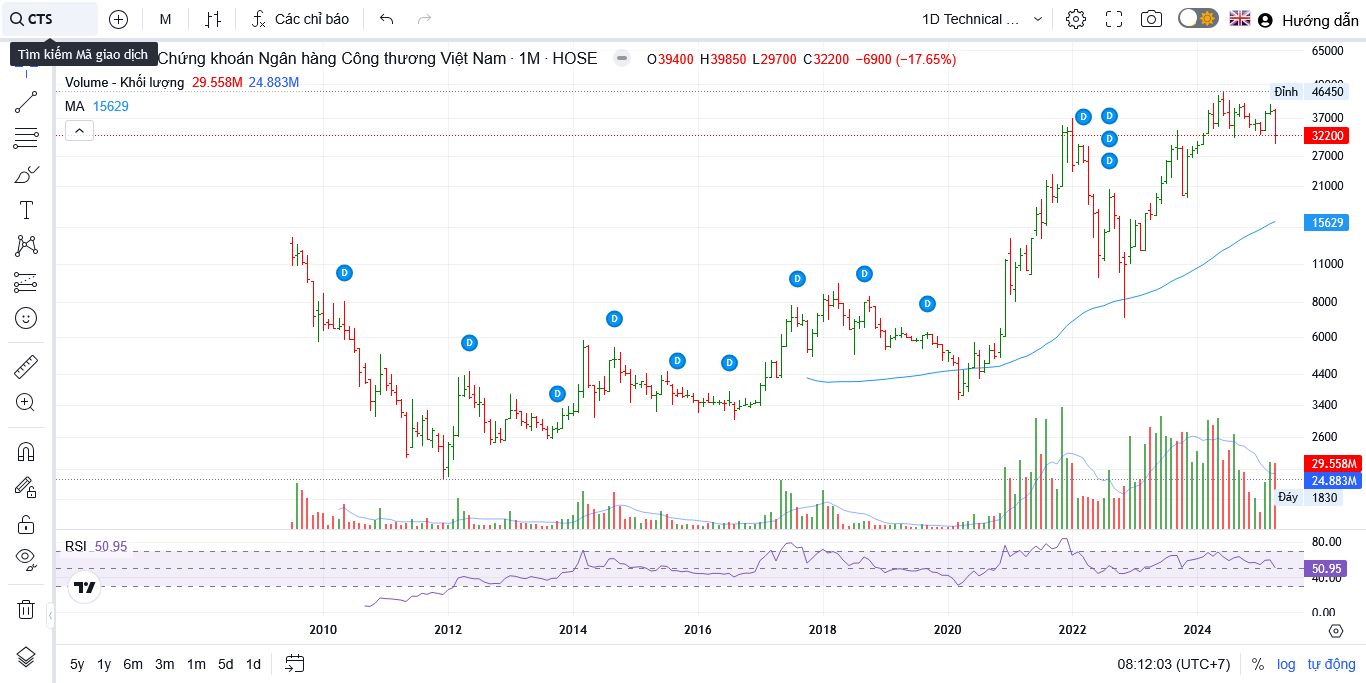 CTS
M
Các chỉ báo
1D Technical ...
Hướng dẫn
Tìm kiếm Mã giao dịch
Chứng khoán Ngân hàng Công thương Việt Nam · 1M · HOSE O39400 H39850 L29700 C32200 −6900 (−17.65%)
Volume - Khối lượng 29.558M 24.883M
MA 15629
65000
Đỉnh 46450
37000
32200
27000
21000
15629
11000
8000
6000
4400
3400
2600
29.558M
24.883M
Đáy 1830
D
D
D
D
D
D
D
D
D
D
D
D
D
RSI 50.95
80.00
50.95
40.00
0.00
2010 2012 2014 2016 2018 2020 2022 2024
5y 1y 6m 3m 1m 5d 1d
08:12:03 (UTC+7) % log tự động